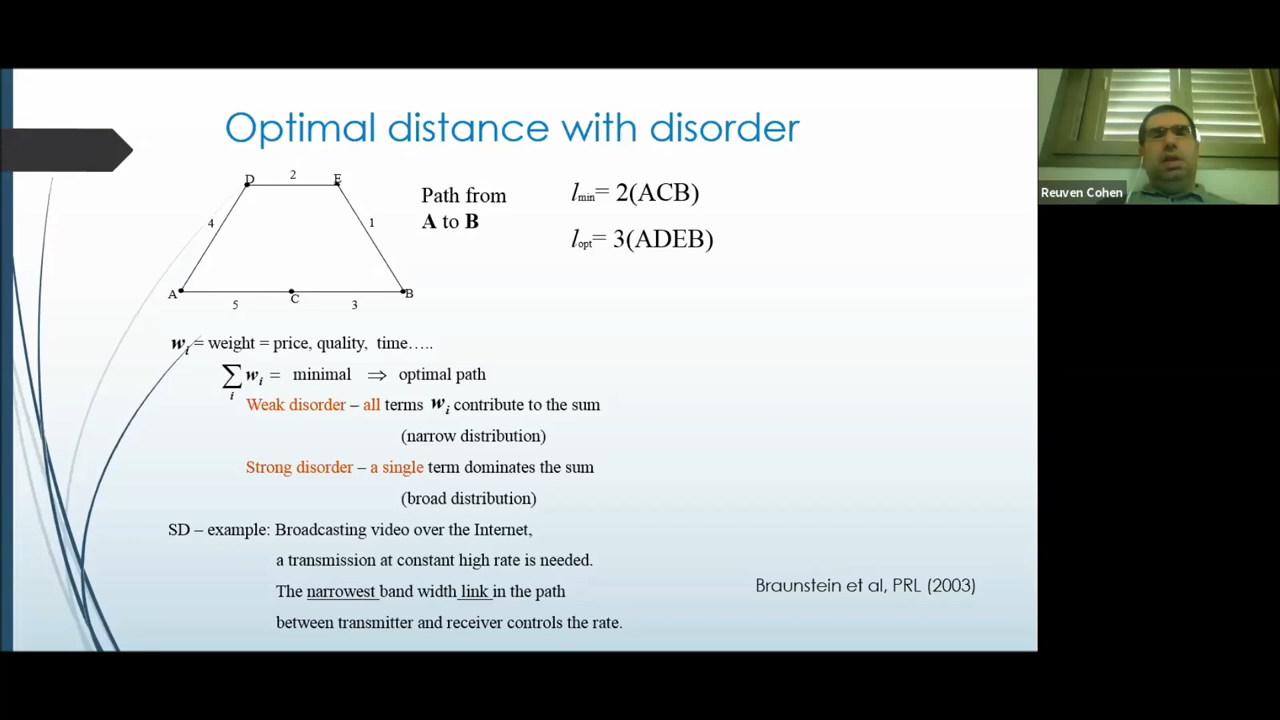 Optimal distance with disorder
D 2 E
4 1
A C B
5 3
Path from
A to B
lmin= 2(ACB)
lopt= 3(ADEB)
wi = weight = price, quality, time…..
∑i wi = minimal ⇒ optimal path
Weak disorder – all terms wi contribute to the sum
(narrow distribution)
Strong disorder – a single term dominates the sum
(broad distribution)
SD – example: Broadcasting video over the Internet,
a transmission at constant high rate is needed.
The narrowest band width link in the path
between transmitter and receiver controls the rate.
Braunstein et al, PRL (2003)
Reuven Cohen